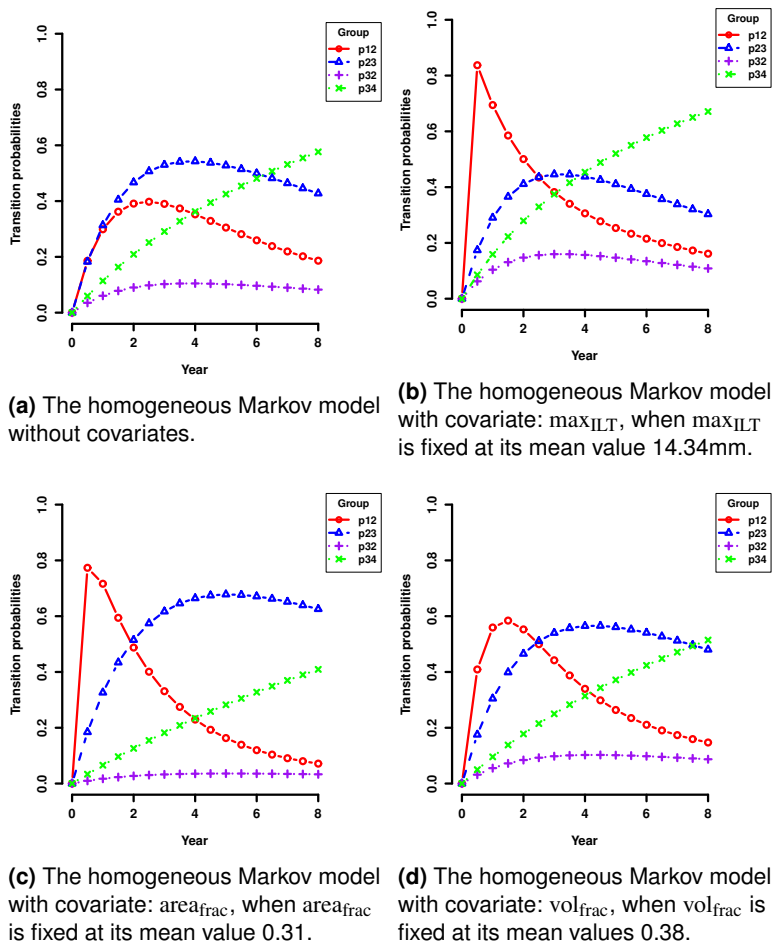 Group
p12
p23
p32
p34
Transition probabilities
1.0
0.8
0.6
0.4
0.2
0.0
0 2 4 6 8
Year
(a) The homogeneous Markov model
without covariates.
Group
p12
p23
p32
p34
Transition probabilities
1.0
0.8
0.6
0.4
0.2
0.0
0 2 4 6 8
Year
(b) The homogeneous Markov model
with covariate: max_ILT, when max_ILT
is fixed at its mean value 14.34mm.
Group
p12
p23
p32
p34
Transition probabilities
1.0
0.8
0.6
0.4
0.2
0.0
0 2 4 6 8
Year
(c) The homogeneous Markov model
with covariate: area_frac, when area_frac
is fixed at its mean value 0.31.
Group
p12
p23
p32
p34
Transition probabilities
1.0
0.8
0.6
0.4
0.2
0.0
0 2 4 6 8
Year
(d) The homogeneous Markov model
with covariate: vol_frac, when vol_frac is
fixed at its mean values 0.38.